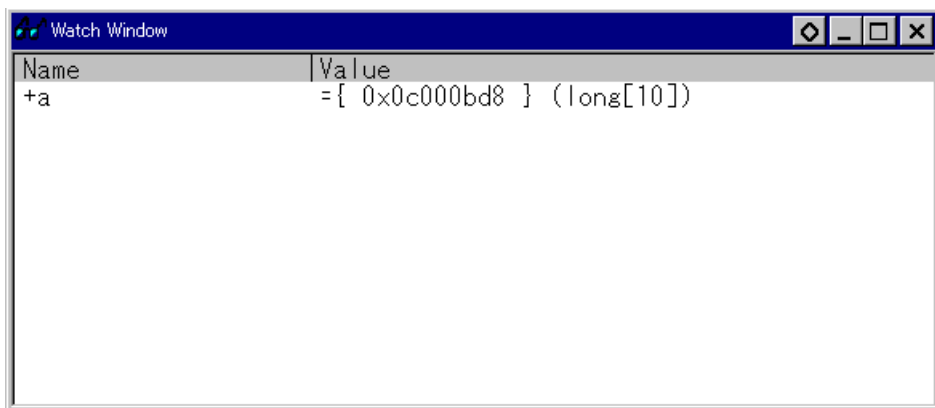 Watch Window
Name Value
+a ={ 0x0c000bd8 } (long[10])